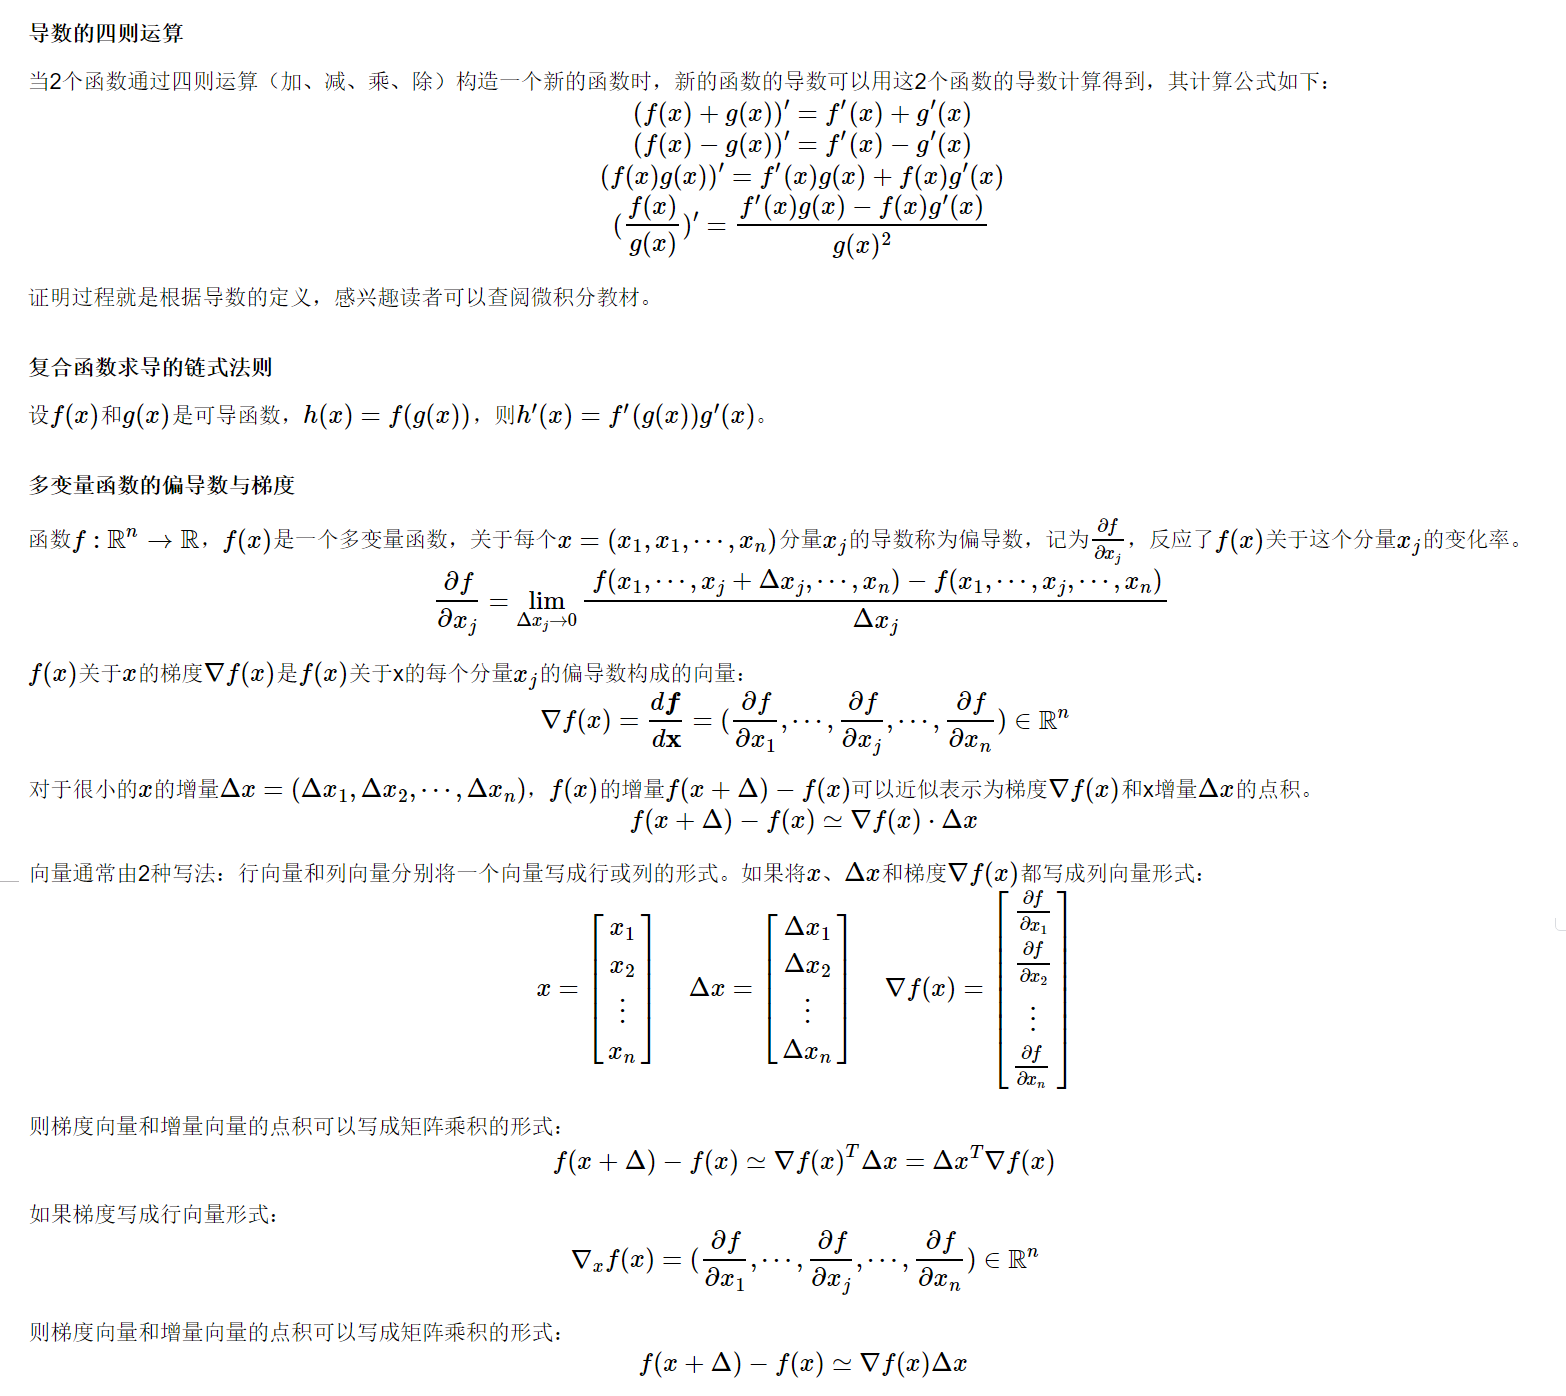 导数的四则运算
当2个函数通过四则运算（加、减、乘、除）构造一个新的函数时，新的函数的导数可以用这2个函数的导数计算得到，其计算公式如下：
$(f(x)+g(x))' = f'(x)+g'(x)$
$(f(x)-g(x))' = f'(x)-g'(x)$
$(f(x)g(x))' = f'(x)g(x)+f(x)g'(x)$
$(\frac{f(x)}{g(x)})' = \frac{f'(x)g(x)-f(x)g'(x)}{g(x)^2}$
证明过程就是根据导数的定义，感兴趣读者可以查阅微积分教材。
复合函数求导的链式法则
设$f(x)$和$g(x)$是可导函数，$h(x) = f(g(x))$，则$h'(x) = f'(g(x))g'(x)$。
多变量函数的偏导数与梯度
函数$f: \mathbb{R}^n \to \mathbb{R}$，$f(x)$是一个多变量函数，关于每个$x = (x_1, x_1, \cdots, x_n)$分量$x_j$的导数称为偏导数，记为$\frac{\partial f}{\partial x_j}$，反应了$f(x)$关于这个分量$x_j$的变化率。
$\frac{\partial f}{\partial x_j} = \lim_{\Delta x_j \to 0} \frac{f(x_1, \cdots, x_j + \Delta x_j, \cdots, x_n) - f(x_1, \cdots, x_j, \cdots, x_n)}{\Delta x_j}$
$f(x)$关于$x$的梯度$\nabla f(x)$是$f(x)$关于x的每个分量$x_j$的偏导数构成的向量：
$\nabla f(x) = \frac{d\boldsymbol{f}}{d\mathbf{x}} = (\frac{\partial f}{\partial x_1}, \cdots, \frac{\partial f}{\partial x_j}, \cdots, \frac{\partial f}{\partial x_n}) \in \mathbb{R}^n$
对于很小的$x$的增量$\Delta x = (\Delta x_1, \Delta x_2, \cdots, \Delta x_n)$，$f(x)$的增量$f(x+\Delta) - f(x)$可以近似表示为梯度$\nabla f(x)$和x增量$\Delta x$的点积。
$f(x+\Delta) - f(x) \simeq \nabla f(x) \cdot \Delta x$
向量通常由2种写法：行向量和列向量分别将一个向量写成行或列的形式。如果将$x$、$\Delta x$和梯度$\nabla f(x)$都写成列向量形式：
$x = \begin{bmatrix} x_1 \\ x_2 \\ \vdots \\ x_n \end{bmatrix} \quad \Delta x = \begin{bmatrix} \Delta x_1 \\ \Delta x_2 \\ \vdots \\ \Delta x_n \end{bmatrix} \quad \nabla f(x) = \begin{bmatrix} \frac{\partial f}{\partial x_1} \\ \frac{\partial f}{\partial x_2} \\ \vdots \\ \frac{\partial f}{\partial x_n} \end{bmatrix}$
则梯度向量和增量向量的点积可以写成矩阵乘积的形式：
$f(x+\Delta) - f(x) \simeq \nabla f(x)^T \Delta x = \Delta x^T \nabla f(x)$
如果梯度写成行向量形式：
$\nabla_x f(x) = (\frac{\partial f}{\partial x_1}, \cdots, \frac{\partial f}{\partial x_j}, \cdots, \frac{\partial f}{\partial x_n}) \in \mathbb{R}^n$
则梯度向量和增量向量的点积可以写成矩阵乘积的形式：
$f(x+\Delta) - f(x) \simeq \nabla f(x) \Delta x$